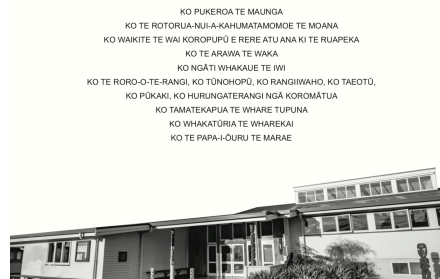 KO PUKEROA TE MAUNGA
KO TE ROTORUA-NUI-A-KAHUMATAMOMOE TE MOANA
KO WAIKITE TE WAI KOROPUPŪ E RERE ATU ANA KI TE RUAPEKA
KO TE ARAWA TE WAKA
KO NGĀTI WHAKAUE TE IWI
KO TE RORO-O-TE-RANGI, KO TŪNOHOPŪ, KO RANGIIWAHO, KO TAEOTŪ,
KO PŪKAKI, KO HURUNGATERANGI NGĀ KOROMĀTUA
KO TAMATEKAPUA TE WHARE TUPUNA
KO WHAKATŪRIA TE WHAREKAI
KO TE PAPA-I-ŌURU TE MARAE